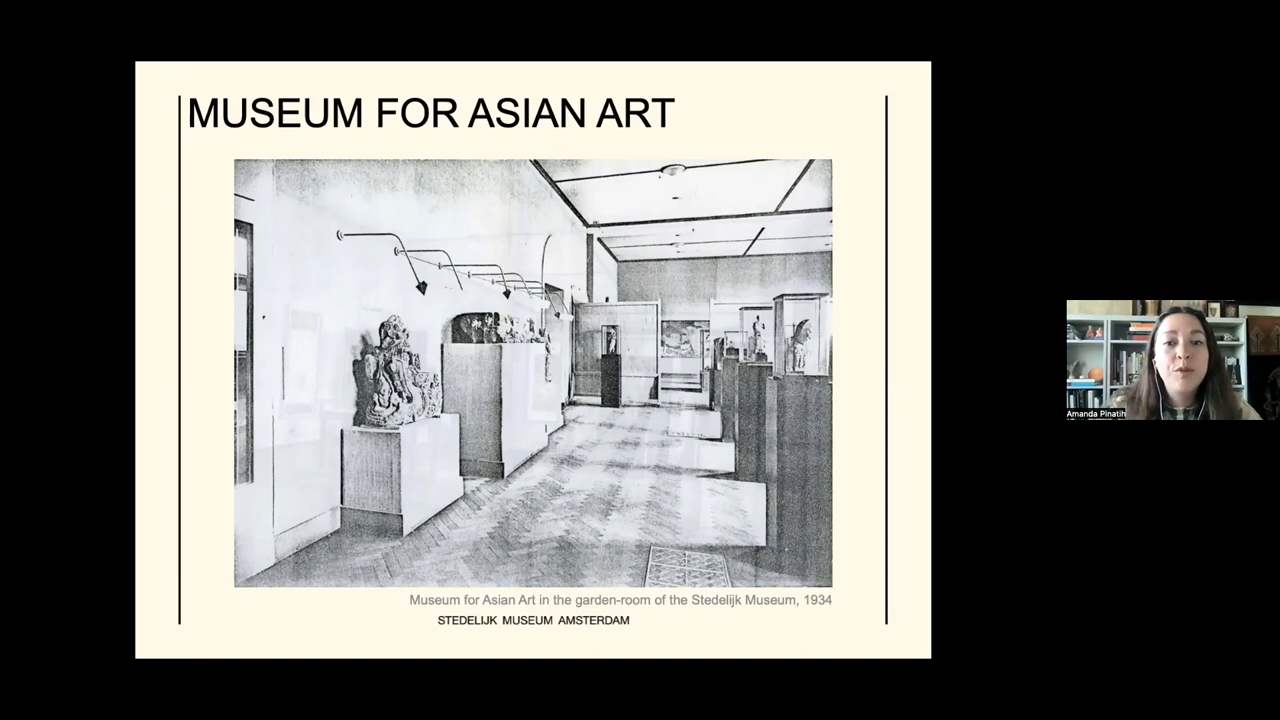 MUSEUM FOR ASIAN ART
Museum for Asian Art in the garden-room of the Stedelijk Museum, 1934
STEDELIJK MUSEUM AMSTERDAM
Amanda Pinatih